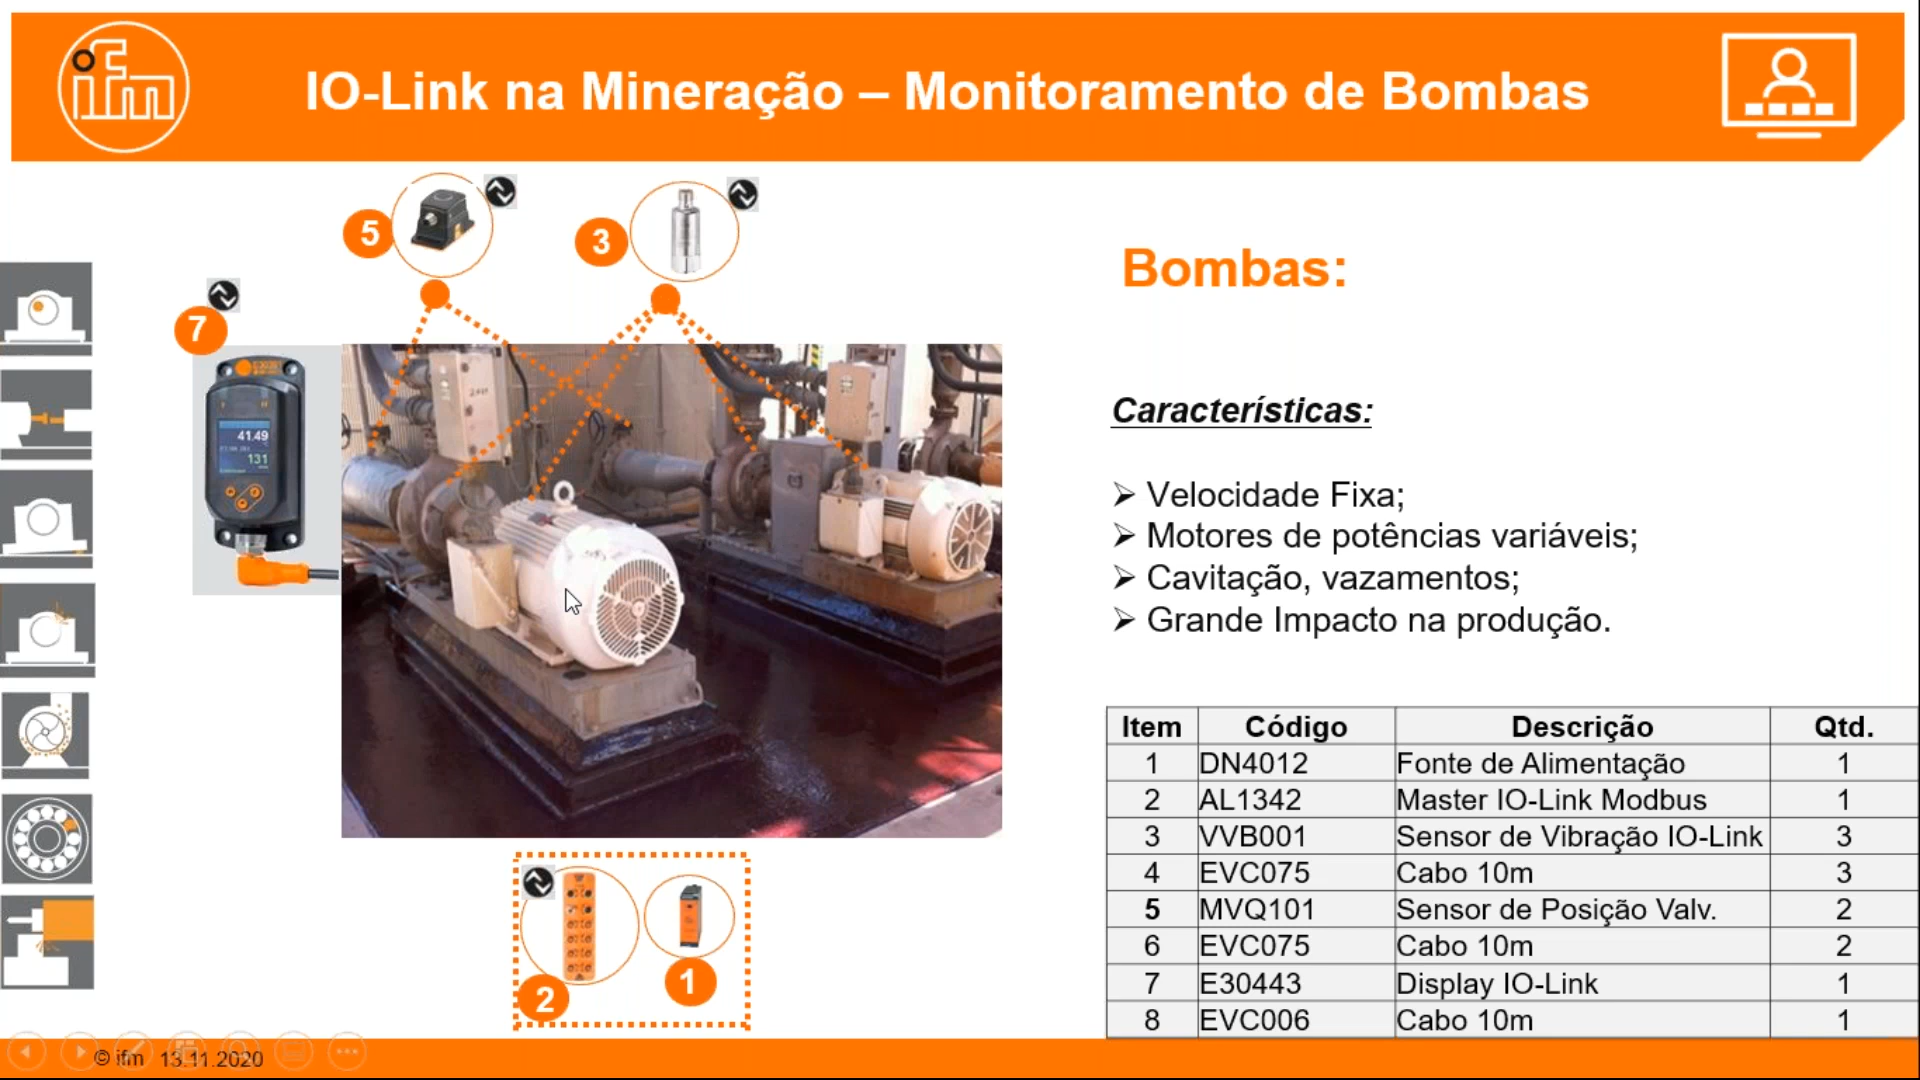 ifm
IO-Link na Mineração – Monitoramento de Bombas
5
3
7
41.49
131
2
1
Bombas:
Características:
Velocidade Fixa;
Motores de potências variáveis;
Cavitação, vazamentos;
Grande Impacto na produção.
Item Código Descrição Qtd.
1 DN4012 Fonte de Alimentação 1
2 AL1342 Master IO-Link Modbus 1
3 VVB001 Sensor de Vibração IO-Link 3
4 EVC075 Cabo 10m 3
5 MVQ101 Sensor de Posição Valv. 2
6 EVC075 Cabo 10m 2
7 E30443 Display IO-Link 1
8 EVC006 Cabo 10m 1
© ifm 13.11.2020